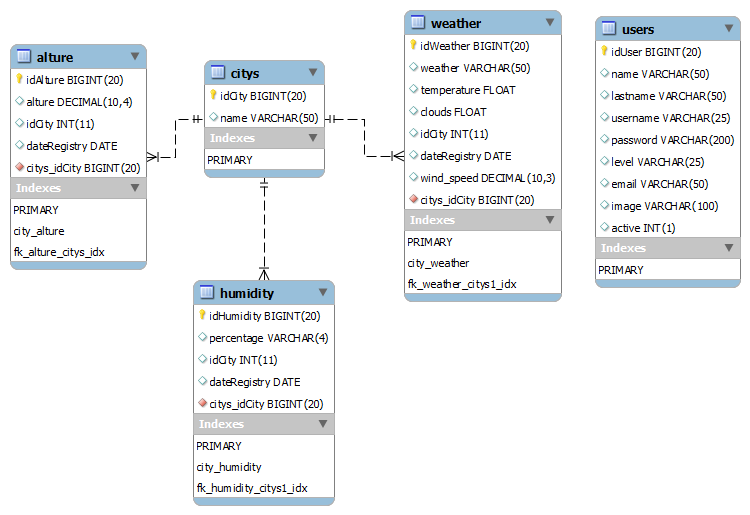 alture
idAlture BIGINT(20)
alture DECIMAL(10,4)
idCity INT(11)
dateRegistry DATE
citys_idCity BIGINT(20)
Indexes
PRIMARY
city_alture
fk_alture_citys_idx
citys
idCity BIGINT(20)
name VARCHAR(50)
Indexes
PRIMARY
humidity
idHumidity BIGINT(20)
percentage VARCHAR(4)
idCity INT(11)
dateRegistry DATE
citys_idCity BIGINT(20)
Indexes
PRIMARY
city_humidity
fk_humidity_citys1_idx
weather
idWeather BIGINT(20)
weather VARCHAR(50)
temperature FLOAT
clouds FLOAT
idCity INT(11)
dateRegistry DATE
wind_speed DECIMAL(10,3)
citys_idCity BIGINT(20)
Indexes
PRIMARY
city_weather
fk_weather_citys1_idx
users
idUser BIGINT(20)
name VARCHAR(50)
lastname VARCHAR(50)
username VARCHAR(25)
password VARCHAR(200)
level VARCHAR(25)
email VARCHAR(50)
image VARCHAR(100)
active INT(1)
Indexes
PRIMARY